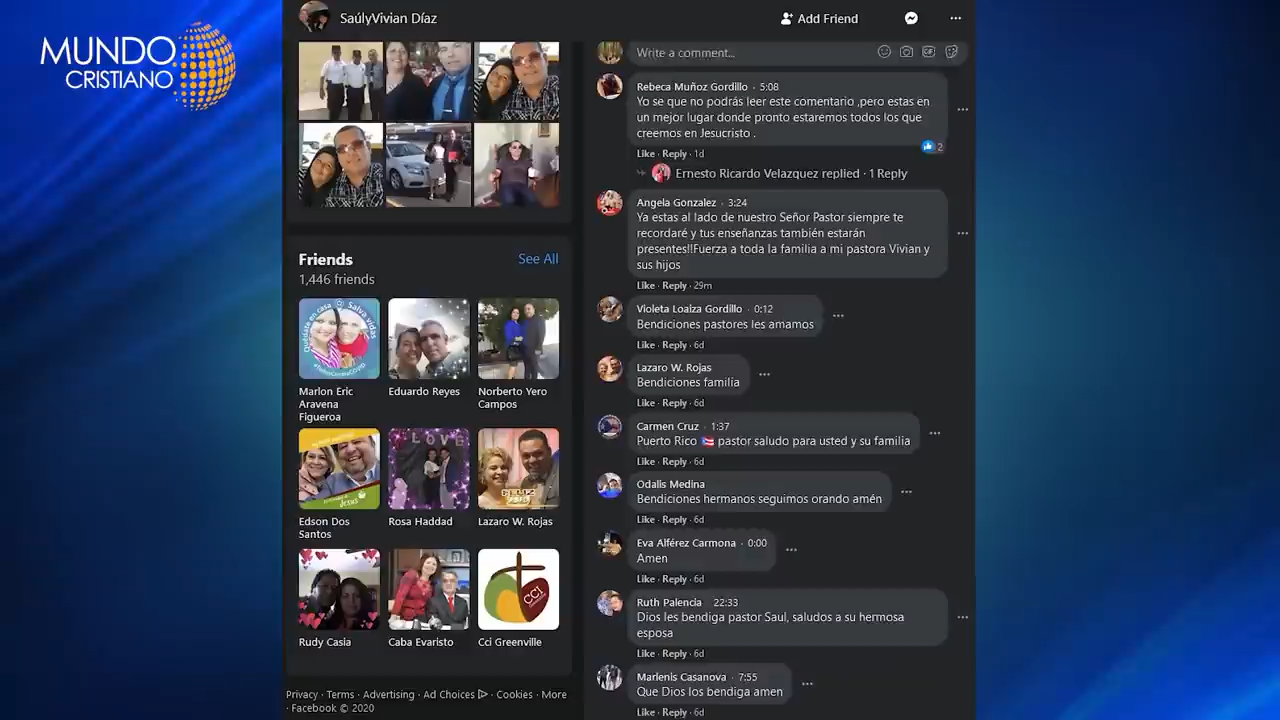 MUNDO
CRISTIANO
SaúlyVivian Díaz
Add Friend
Friends
See All
1,446 friends
Marlon Eric
Aravena
Figueroa
Eduardo Reyes
Norberto Yero
Campos
LOVE
Edson Dos
Santos
Rosa Haddad
Lazaro W. Rojas
CCI
Rudy Casia
Caba Evaristo
Cci Greenville
Privacy · Terms · Advertising · Ad Choices · Cookies · More
· Facebook © 2020
Write a comment...
GIF
Rebeca Muñoz Gordillo · 5:08
Yo se que no podrás leer este comentario ,pero estas en
un mejor lugar donde pronto estaremos todos los que
creemos en Jesucristo .
2
Like · Reply · 1d
Ernesto Ricardo Velazquez replied · 1 Reply
Angela Gonzalez · 3:24
Ya estas al lado de nuestro Señor Pastor siempre te
recordaré y tus enseñanzas también estarán
presentes!!Fuerza a toda la familia a mi pastora Vivian y
sus hijos
Like · Reply · 29m
Violeta Loaiza Gordillo · 0:12
Bendiciones pastores les amamos
Like · Reply · 6d
Lazaro W. Rojas
Bendiciones familia
Like · Reply · 6d
Carmen Cruz · 1:37
Puerto Rico 🇵🇷 pastor saludo para usted y su familia
Like · Reply · 6d
Odalis Medina
Bendiciones hermanos seguimos orando amén
Like · Reply · 6d
Eva Alférez Carmona · 0:00
Amen
Like · Reply · 6d
Ruth Palencia · 22:33
Dios les bendiga pastor Saul, saludos a su hermosa
esposa
Like · Reply · 6d
Marlenis Casanova · 7:55
Que Dios los bendiga amen
Like · Reply · 6d